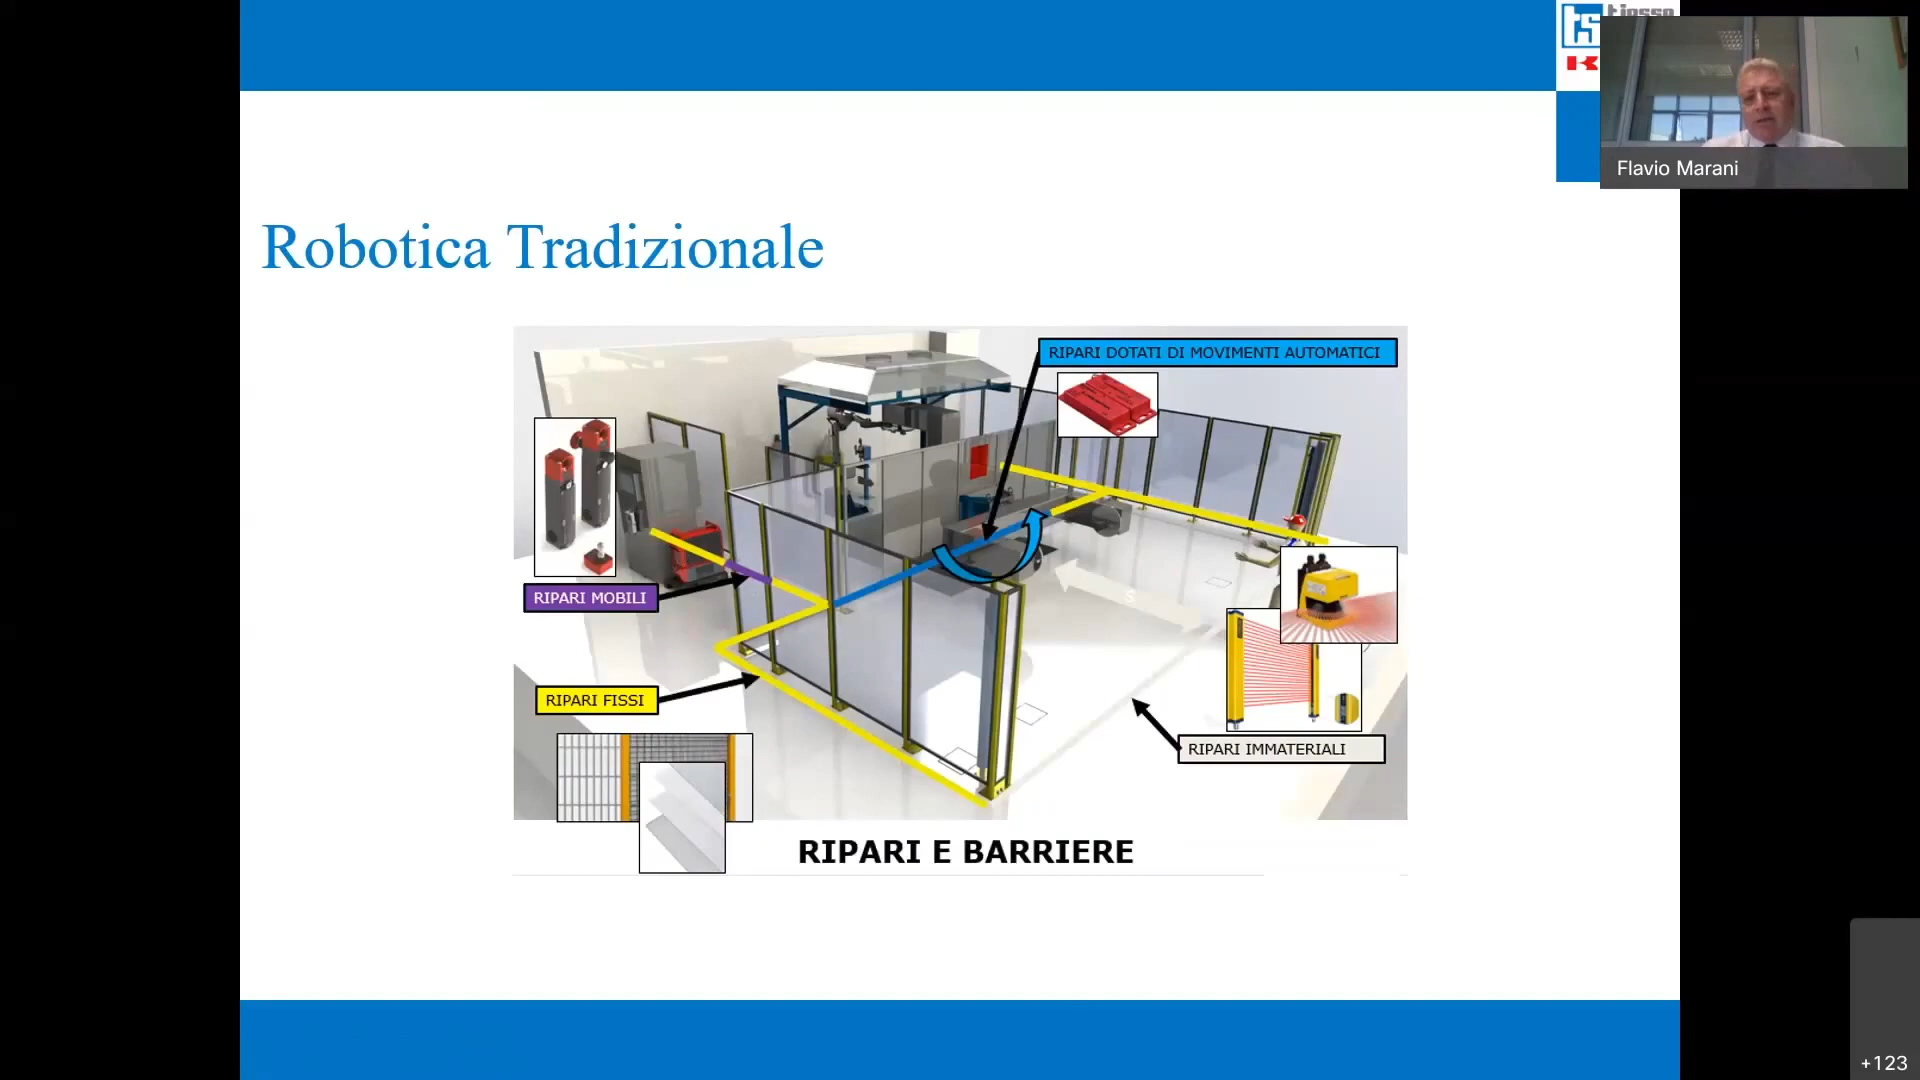 Flavio Marani
Robotica Tradizionale
RIPARI DOTATI DI MOVIMENTI AUTOMATICI
RIPARI MOBILI
S
RIPARI FISSI
RIPARI IMMATERIALI
RIPARI E BARRIERE
+123